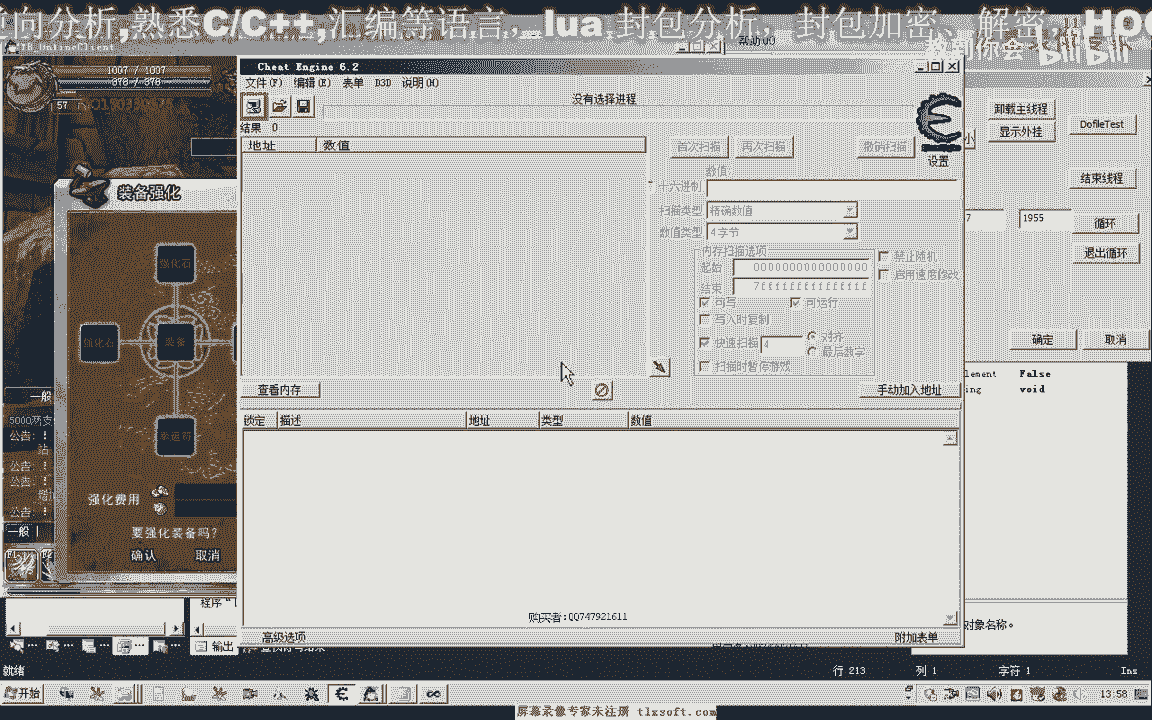 向分析,熟悉C/C++,汇编等语言,_lua 封包分析、封包加密、解密,HOO
教到你会 bilibili
YB_OnlineClient
Cheat Engine 6.2
文件(F) 编辑(E) 表单 D3D 说明(H)
没有选择进程
1007 / 1007
378 / 378
57
结果 0
地址 数值
首次扫描 再次扫描 撤消扫描
设置
数值:
十六进制
扫描类型 精确数值
数值类型 4 字节
内存扫描选项
起始 0000000000000000
结束 7fffffffffffffff
禁止随机
启用速度修改
可写 可运行
写入时复制
快速扫描 4 对齐
最后数字
扫描时暂停游戏
查看内存
手动加入地址
锁定 描述 地址 类型 数值
购买者:QQ747921611
高级选项 附加表单
卸载主线程
显示外挂
DofileTest
结束线程
7 1955 循环
退出循环
确定 取消
lement False
ing void
对象名称。
装备强化
强化石
强化石 装备
幸运符
强化费用
要强化装备吗?
确认 取消
一般
公告: !
公告: !
公告: !
公告: !
一般
F1 F2
程序“
输出
就绪 行 213 列 1 字符 1 Ins
开始 13:58
屏幕录像专家未注册 tlxsoft.com